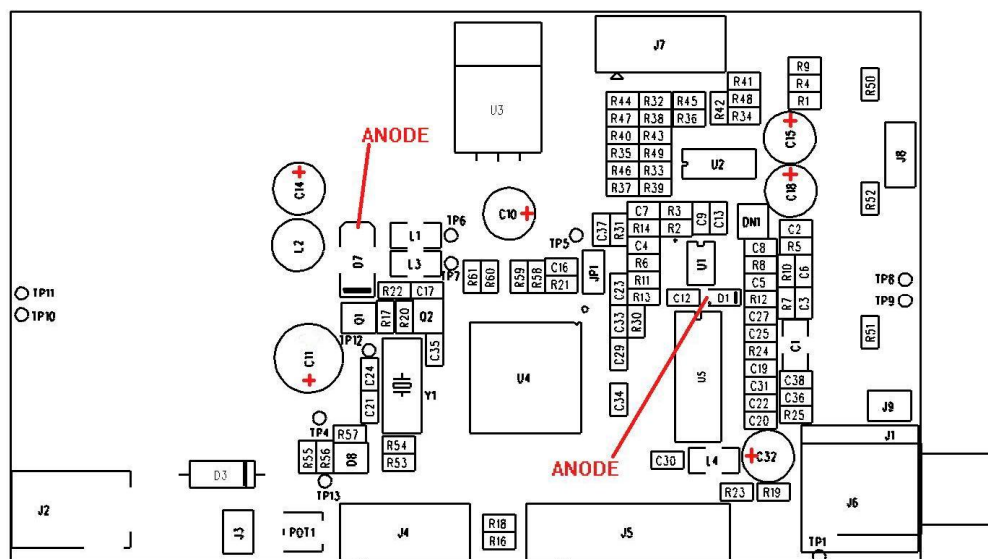 J7
U3
R9
R4
R1
R50
R41
R48
R34
R42
R44
R32
R45
R47
R38
R36
R40
R43
R35
R49
R46
R33
R37
R39
ANODE
C15
J8
U2
C14
C18
R52
C10
L2
D7
L1
L3
TP6
TP7
TP5
C37
R31
C7
R3
R14
R2
C9
C13
DN1
C2
R5
C4
R6
R11
R13
U1
C8
R8
C5
R12
R10
C6
R7
C3
TP8
TP9
TP11
TP10
R61
R60
R59
R58
C16
R21
JP1
C23
C12
D1
R22
C17
Q1
R17
R20
Q2
C35
TP12
C11
C33
R30
C29
C34
C27
C25
R24
C19
C31
C22
C20
C1
R51
C38
C36
R25
J9
C24
C21
Y1
U4
U5
TP4
R57
R55
R56
D8
R54
R53
TP13
D3
ANODE
C30
L4
C32
J1
R23
R19
J6
J2
J3
POT1
J4
R18
R16
J5
TP1